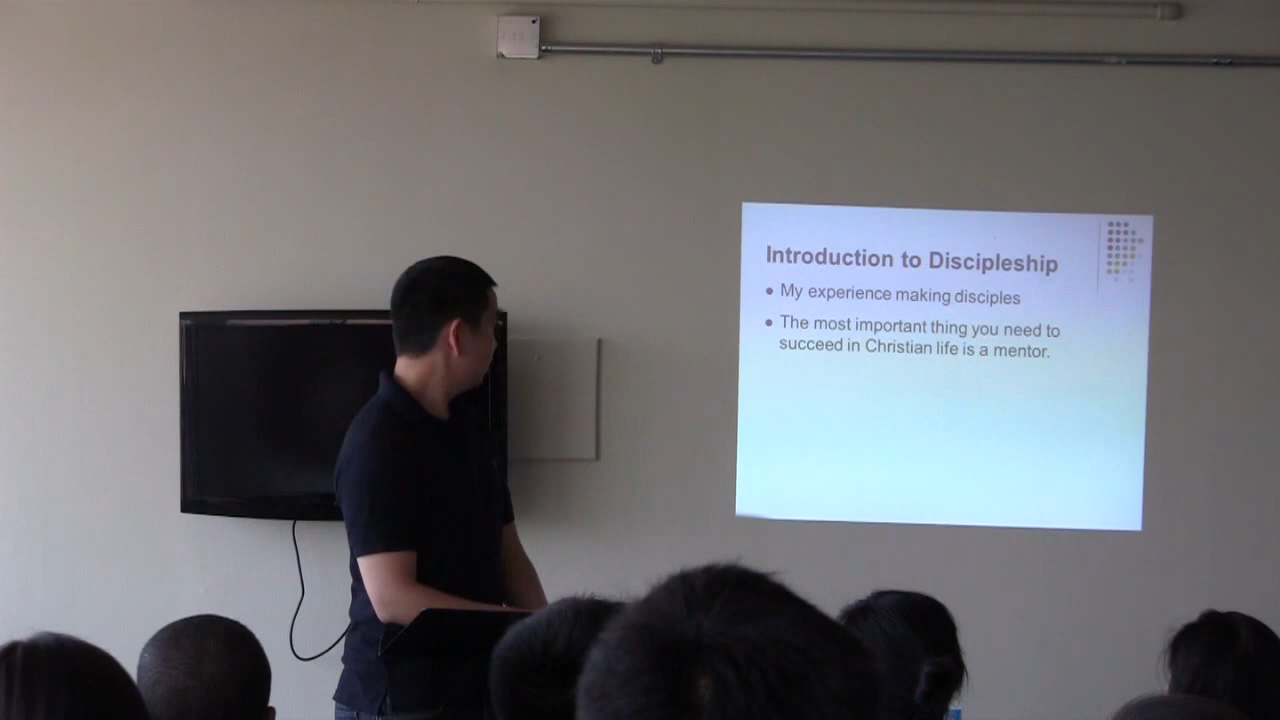 Introduction to Discipleship
My experience making disciples
The most important thing you need to
succeed in Christian life is a mentor.